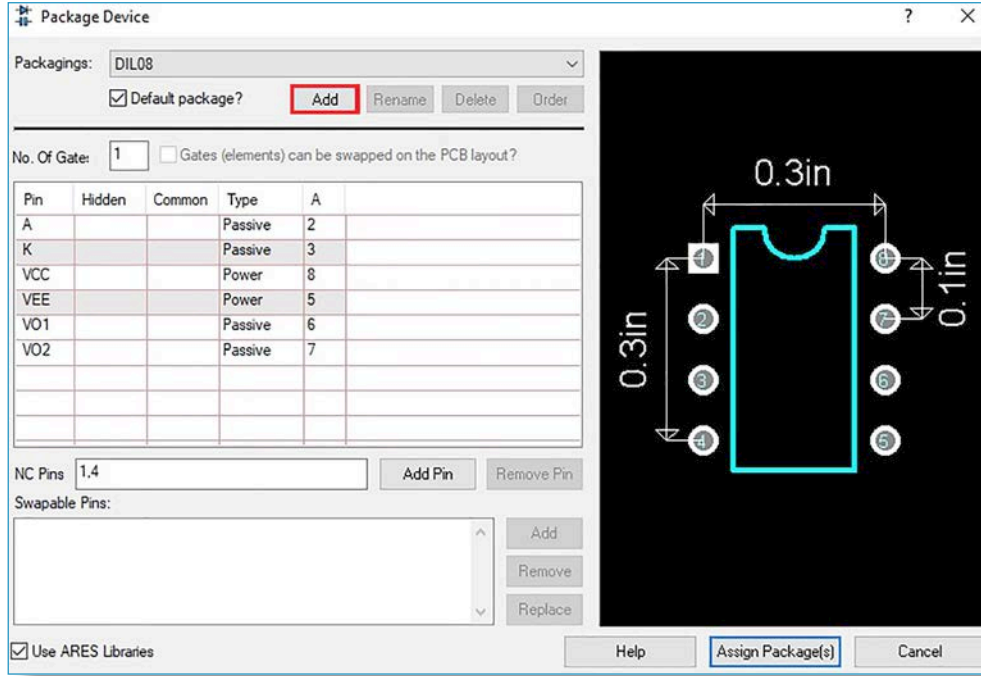 Package Device ? X
Packagings: DIL08
Default package? Add Rename Delete Order
No. Of Gate: 1 Gates (elements) can be swapped on the PCB layout?
Pin Hidden Common Type A
A Passive 2
K Passive 3
VCC Power 8
VEE Power 5
VO1 Passive 6
VO2 Passive 7
NC Pins 1,4 Add Pin Remove Pin
Swapable Pins:
Add
Remove
Replace
Use ARES Libraries
Help Assign Package(s) Cancel
0.3in
0.3in
0.1in
1 8
2 7
3 6
4 5